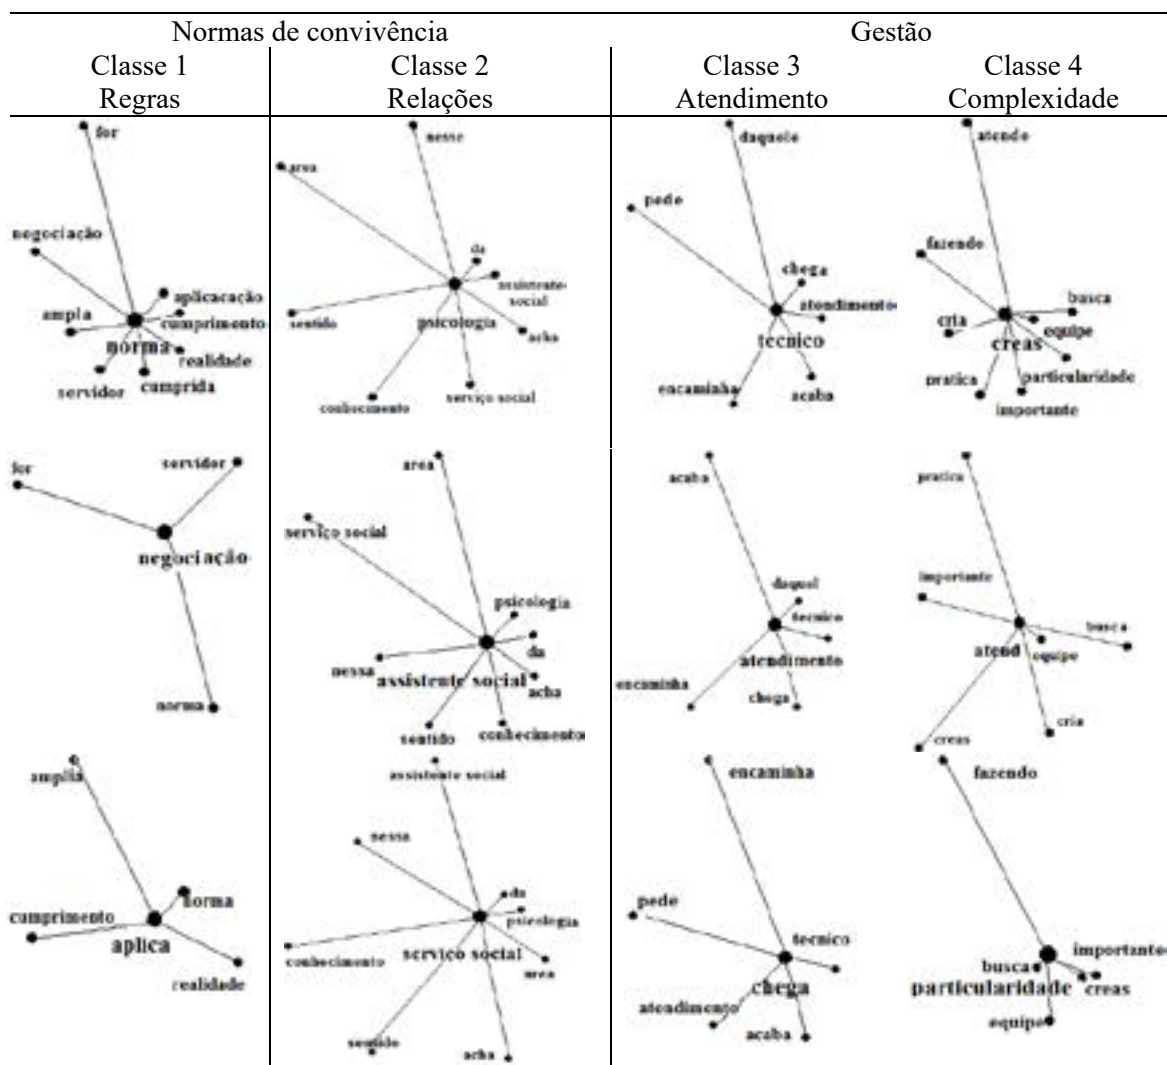 Normas de convivência
Gestão
Classe 1
Regras
Classe 2
Relações
Classe 3
Atendimento
Classe 4
Complexidade
for
negociação
aplicacação
ampla
cumprimento
norma
realidade
servidor
cumprida
nesse
area
da
assistente
social
sentido
psicologia
acha
conhecimento
serviço social
daquele
pede
chega
atendimento
tecnico
encaminha
acaba
atende
fazendo
busca
cria
equipe
creas
particularidade
pratica
importante
for
servidor
negociação
norma
area
serviço social
psicologia
da
nessa
assistente social
acha
sentido
conhecimento
acaba
daquel
tecnico
atendimento
encaminha
chega
pratica
importante
busca
atend
equipe
cria
creas
amplia
norma
cumprimento
aplica
realidade
assistente social
nessa
da
psicologia
serviço social
conhecimento
area
sentido
acha
encaminha
pede
tecnico
chega
atendimento
acaba
fazendo
importante
busca
particularidade
creas
equipe